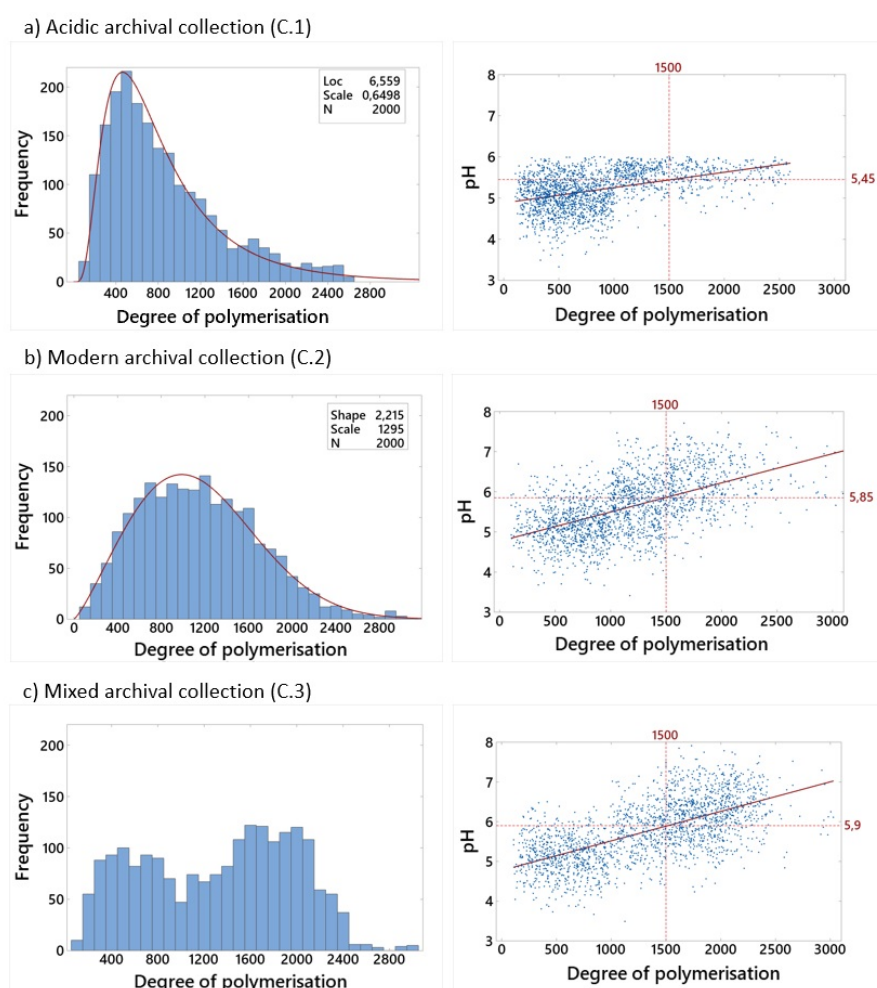 a) Acidic archival collection (C.1)
200
150
100
50
0
Frequency
400 800 1200 1600 2000 2400 2800
Degree of polymerisation
Loc 6,559
Scale 0,6498
N 2000
1500
8
7
6
5
4
3
pH
5,45
0 500 1000 1500 2000 2500 3000
Degree of polymerisation
b) Modern archival collection (C.2)
200
150
100
50
0
Frequency
0 400 800 1200 1600 2000 2400 2800
Degree of polymerisation
Shape 2,215
Scale 1295
N 2000
1500
8
7
6
5
4
3
pH
5,85
0 500 1000 1500 2000 2500 3000
Degree of polymerisation
c) Mixed archival collection (C.3)
200
150
100
50
0
Frequency
400 800 1200 1600 2000 2400 2800
Degree of polymerisation
1500
8
7
6
5
4
3
pH
5,9
0 500 1000 1500 2000 2500 3000
Degree of polymerisation